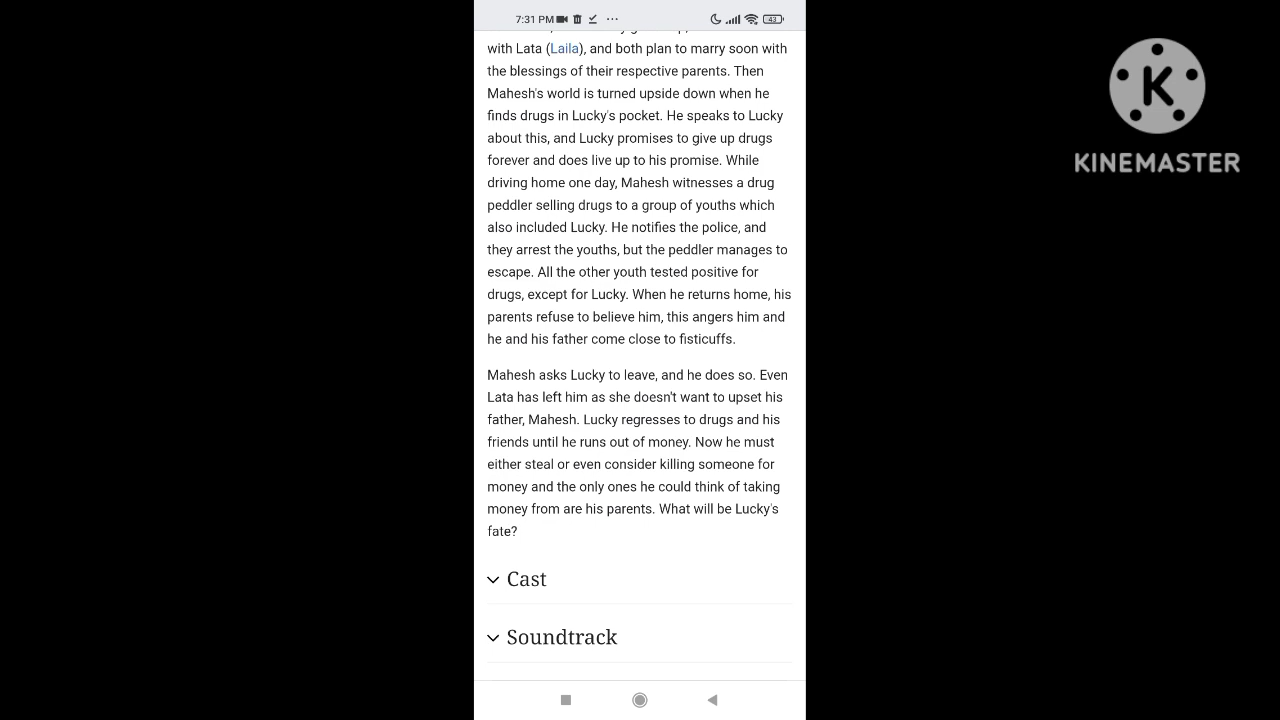 7:31 PM
43
with Lata (Laila), and both plan to marry soon with
the blessings of their respective parents. Then
Mahesh's world is turned upside down when he
finds drugs in Lucky's pocket. He speaks to Lucky
about this, and Lucky promises to give up drugs
forever and does live up to his promise. While
driving home one day, Mahesh witnesses a drug
peddler selling drugs to a group of youths which
also included Lucky. He notifies the police, and
they arrest the youths, but the peddler manages to
escape. All the other youth tested positive for
drugs, except for Lucky. When he returns home, his
parents refuse to believe him, this angers him and
he and his father come close to fisticuffs.
Mahesh asks Lucky to leave, and he does so. Even
Lata has left him as she doesn't want to upset his
father, Mahesh. Lucky regresses to drugs and his
friends until he runs out of money. Now he must
either steal or even consider killing someone for
money and the only ones he could think of taking
money from are his parents. What will be Lucky's
fate?
Cast
Soundtrack
K
KINEMASTER